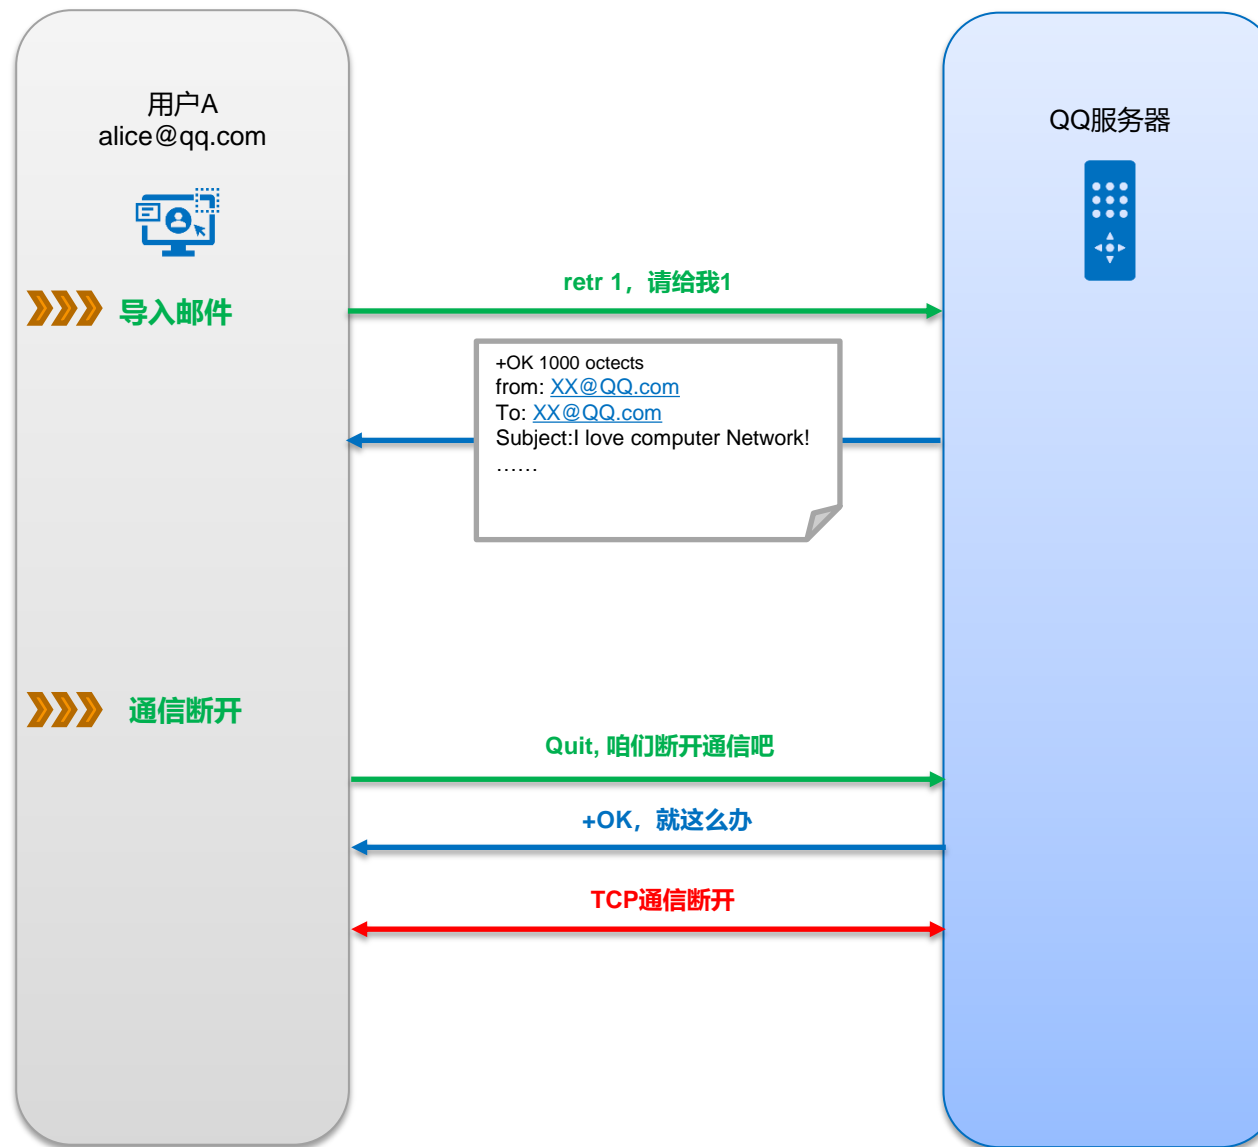 用户A
alice@qq.com
QQ服务器
导入邮件
retr 1，请给我1
+OK 1000 octects
from: XX@QQ.com
To: XX@QQ.com
Subject:I love computer Network!
……
通信断开
Quit, 咱们断开通信吧
+OK，就这么办
TCP通信断开